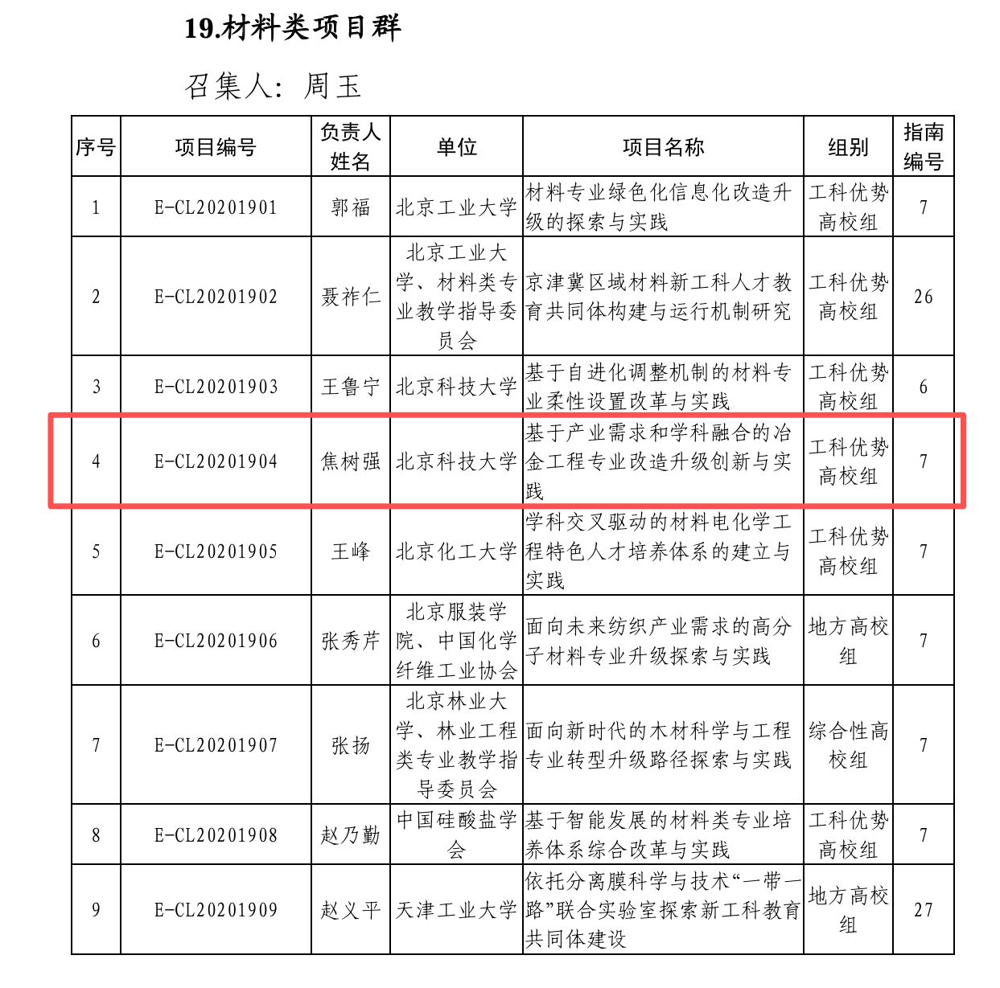 19.材料类项目群
召集人：周玉
序号 项目编号 负责人姓名 单位 项目名称 组别 指南编号
1 E-CL20201901 郭福 北京工业大学 材料专业绿色化信息化改造升级的探索与实践 工科优势高校组 7
2 E-CL20201902 聂祚仁 北京工业大学、材料类专业教学指导委员会 京津冀区域材料新工科人才教育共同体构建与运行机制研究 工科优势高校组 26
3 E-CL20201903 王鲁宁 北京科技大学 基于自进化调整机制的材料专业柔性设置改革与实践 工科优势高校组 6
4 E-CL20201904 焦树强 北京科技大学 基于产业需求和学科融合的冶金工程专业改造升级创新与实践 工科优势高校组 7
5 E-CL20201905 王峰 北京化工大学 学科交叉驱动的材料电化学工程特色人才培养体系的建立与实践 工科优势高校组 7
6 E-CL20201906 张秀芹 北京服装学院、中国化学纤维工业协会 面向未来纺织产业需求的高分子材料专业升级探索与实践 地方高校组 7
7 E-CL20201907 张扬 北京林业大学、林业工程类专业教学指导委员会 面向新时代的木材科学与工程专业转型升级路径探索与实践 综合性高校组 7
8 E-CL20201908 赵乃勤 中国硅酸盐学会 基于智能发展的材料类专业培养体系综合改革与实践 工科优势高校组 7
9 E-CL20201909 赵义平 天津工业大学 依托分离膜科学与技术“一带一路”联合实验室探索新工科教育共同体建设 地方高校组 27